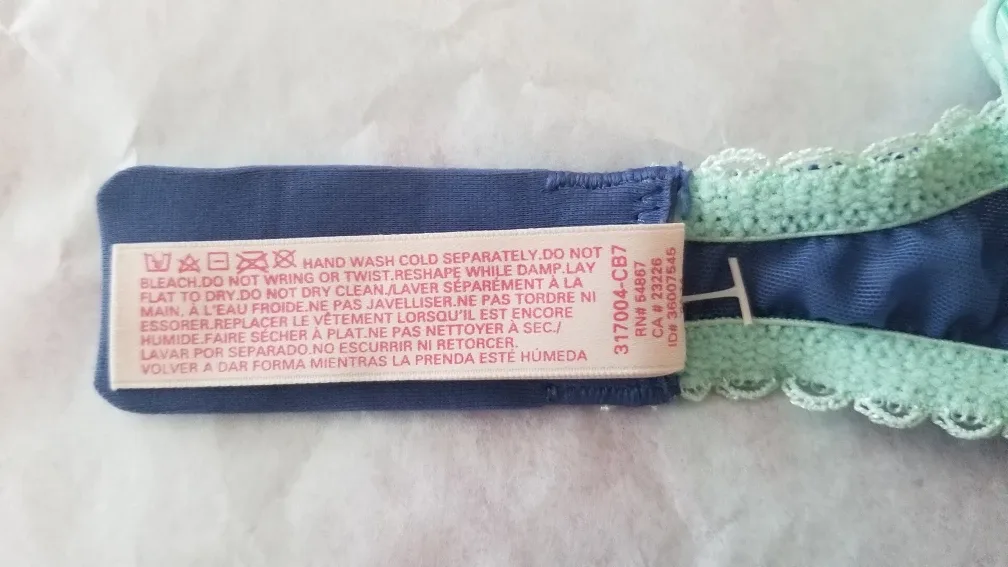 HAND WASH COLD SEPARATELY.DO NOT
BLEACH.DO NOT WRING OR TWIST.RESHAPE WHILE DAMP.LAY
FLAT TO DRY.DO NOT DRY CLEAN./LAVER SÉPARÉMENT À LA
MAIN, À L'EAU FROIDE.NE PAS JAVELLISER.NE PAS TORDRE NI
ESSORER.REPLACER LE VÊTEMENT LORSQU'IL EST ENCORE
HUMIDE.FAIRE SÉCHER À PLAT.NE PAS NETTOYER À SEC./
LAVAR POR SEPARADO.NO ESCURRIR NI RETORCER.
VOLVER A DAR FORMA MIENTRAS LA PRENDA ESTÉ HÚMEDA
317004-CB7
RN# 54867
CA # 23226
ID# 36007545